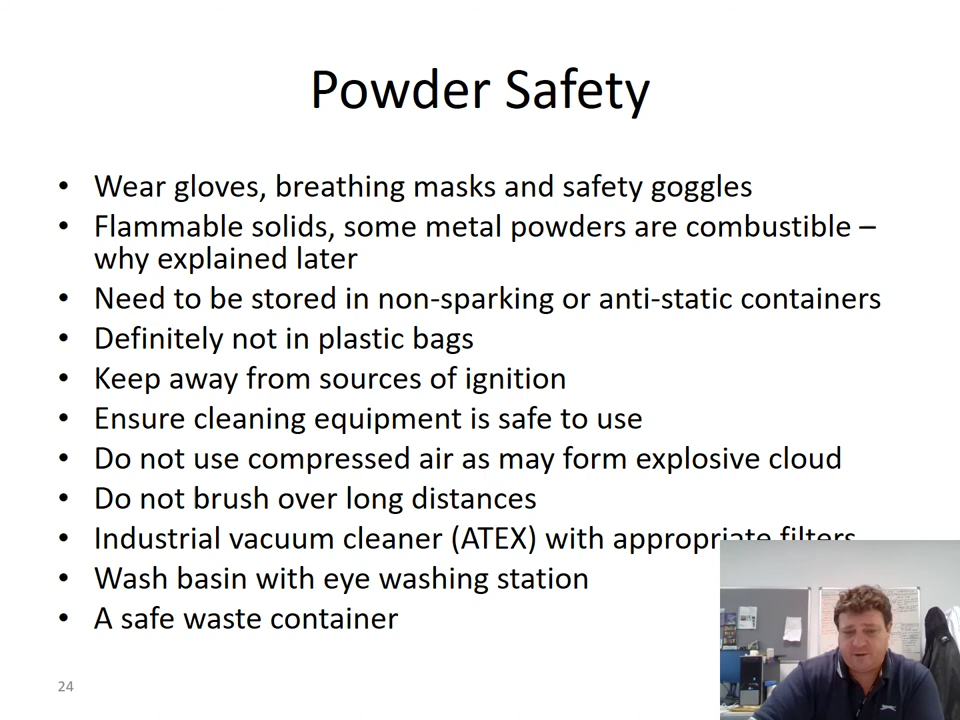 Powder Safety
• Wear gloves, breathing masks and safety goggles
• Flammable solids, some metal powders are combustible –
why explained later
• Need to be stored in non-sparking or anti-static containers
• Definitely not in plastic bags
• Keep away from sources of ignition
• Ensure cleaning equipment is safe to use
• Do not use compressed air as may form explosive cloud
• Do not brush over long distances
• Industrial vacuum cleaner (ATEX) with appropriate filters
• Wash basin with eye washing station
• A safe waste container
24